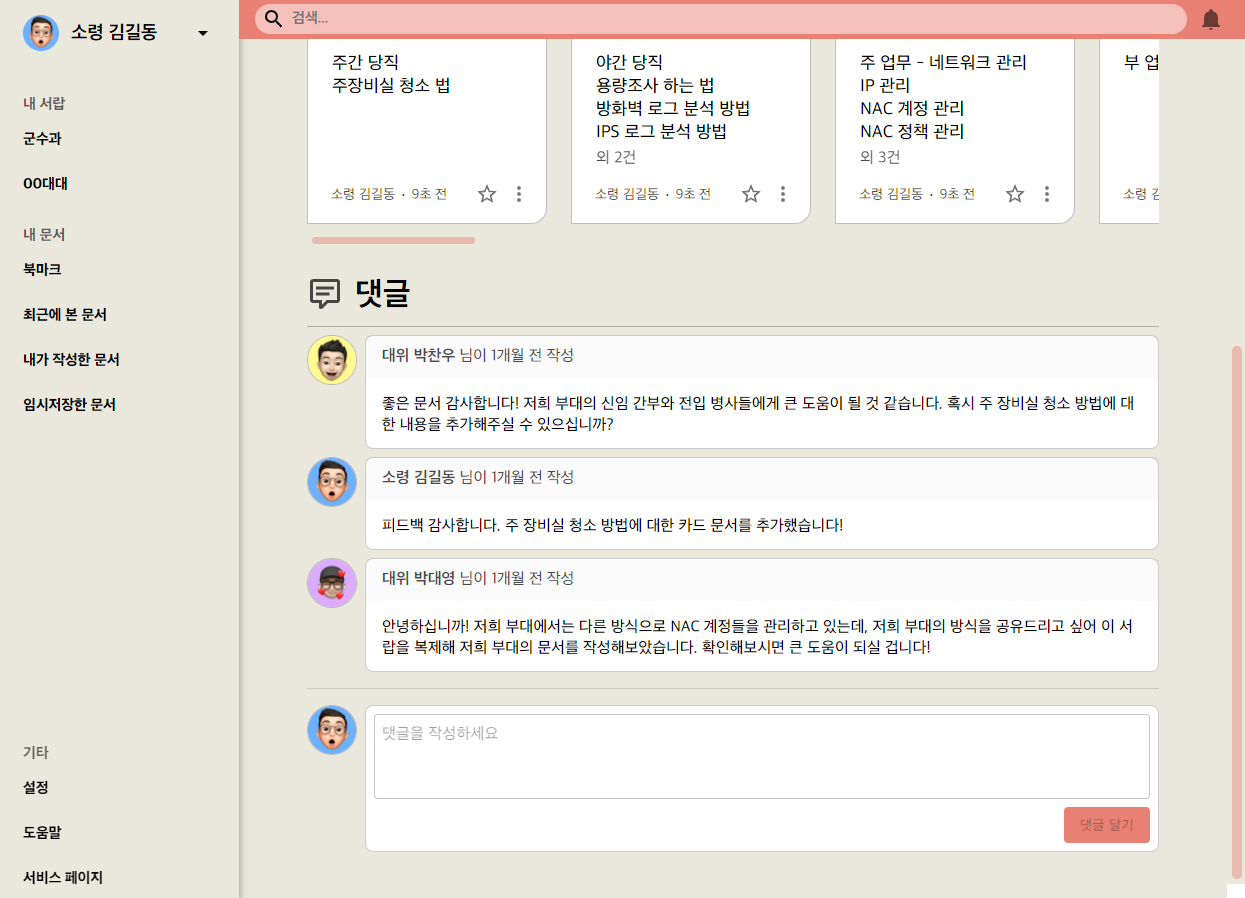 소령 김길동
내 서랍
군수과
OO대대
내 문서
북마크
최근에 본 문서
내가 작성한 문서
임시저장한 문서
기타
설정
도움말
서비스 페이지
검색...
주간 당직
주장비실 청소 법
소령 김길동 · 9초 전
야간 당직
용량조사 하는 법
방화벽 로그 분석 방법
IPS 로그 분석 방법
외 2건
소령 김길동 · 9초 전
주 업무 - 네트워크 관리
IP 관리
NAC 계정 관리
NAC 정책 관리
외 3건
소령 김길동 · 9초 전
부 업
소령
댓글
대위 박찬우 님이 1개월 전 작성
좋은 문서 감사합니다! 저희 부대의 신임 간부와 전입 병사들에게 큰 도움이 될 것 같습니다. 혹시 주 장비실 청소 방법에 대
한 내용을 추가해주실 수 있으십니까?
소령 김길동 님이 1개월 전 작성
피드백 감사합니다. 주 장비실 청소 방법에 대한 카드 문서를 추가했습니다!
대위 박대영 님이 1개월 전 작성
안녕하십니까! 저희 부대에서는 다른 방식으로 NAC 계정들을 관리하고 있는데, 저희 부대의 방식을 공유드리고 싶어 이 서
랍을 복제해 저희 부대의 문서를 작성해보았습니다. 확인해보시면 큰 도움이 되실 겁니다!
댓글을 작성하세요
댓글 달기